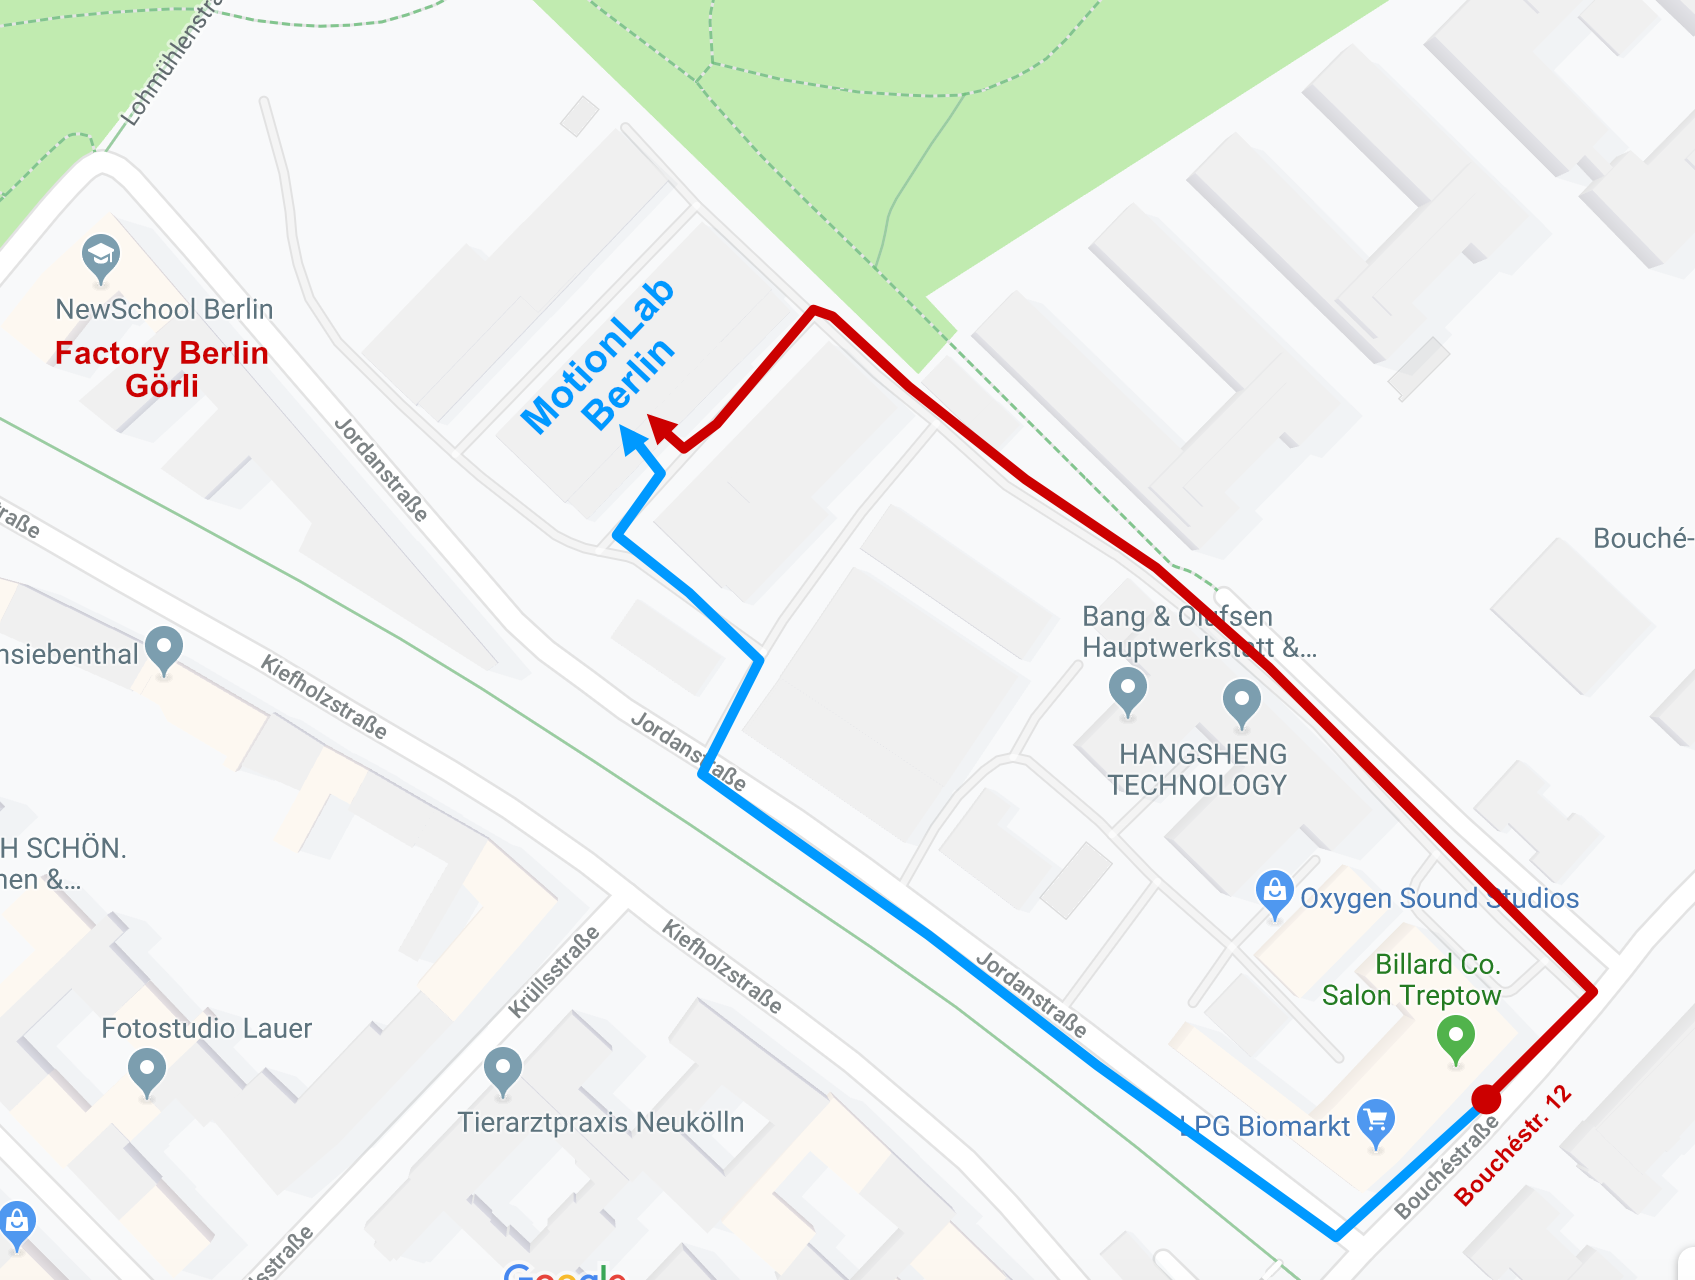 Lohmühlenstra
NewSchool Berlin
Factory Berlin
Görli
MotionLab
Berlin
Jordanstraße
raße
Bouché-
Bang & Olufsen
Hauptwerkstatt &...
nsiebenthal
Kiefholzstraße
Jordanstraße
HANGSHENG
TECHNOLOGY
H SCHÖN.
nen &...
Oxygen Sound Studios
Krüllsstraße
Kiefholzstraße
Jordanstraße
Billard Co.
Salon Treptow
Fotostudio Lauer
Tierarztpraxis Neukölln
LPG Biomarkt
Bouchéstraße
Bouchéstr. 12
lsstraße
Google